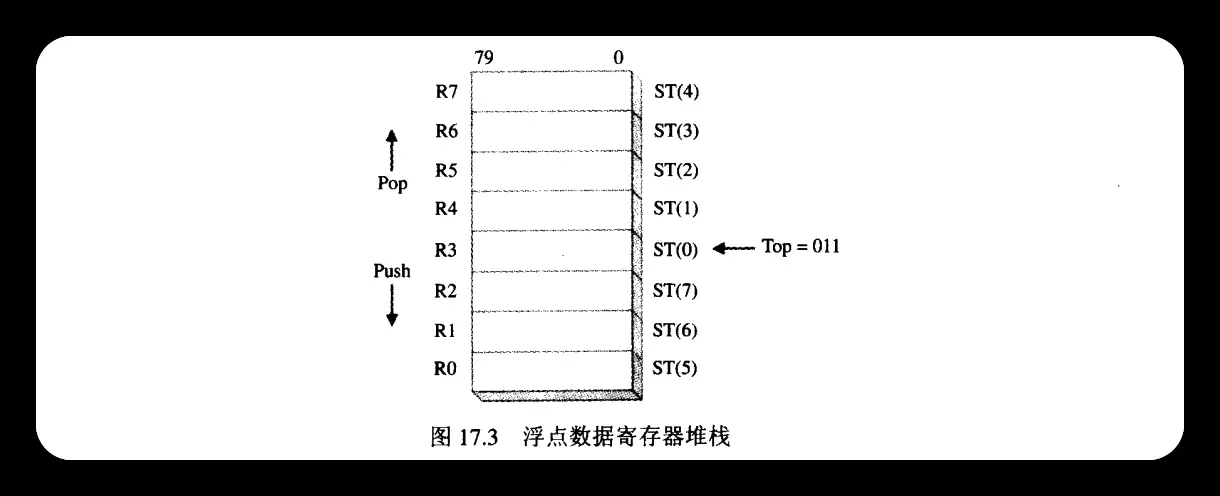 79 0
R7 ST(4)
R6 ST(3)
R5 ST(2)
Pop
R4 ST(1)
R3 ST(0) Top = 011
Push
R2 ST(7)
R1 ST(6)
R0 ST(5)
图 17.3 浮点数据寄存器堆栈